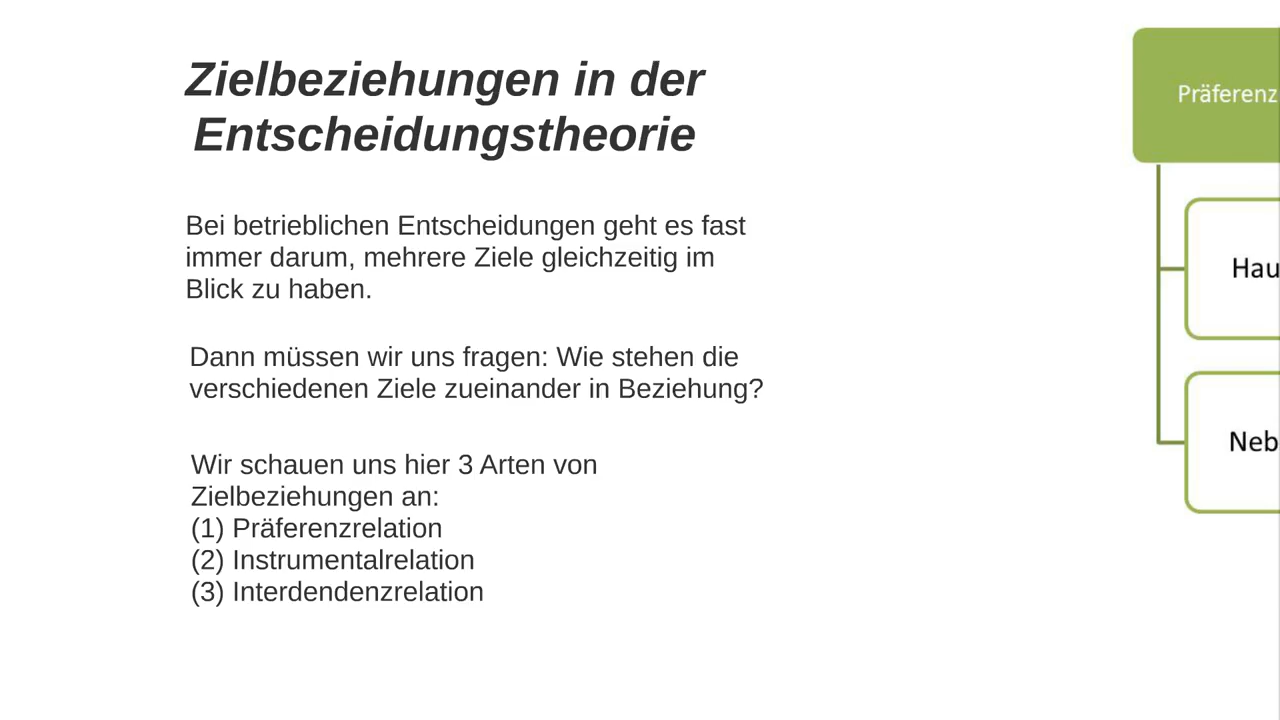 Zielbeziehungen in der
Entscheidungstheorie
Bei betrieblichen Entscheidungen geht es fast
immer darum, mehrere Ziele gleichzeitig im
Blick zu haben.
Dann müssen wir uns fragen: Wie stehen die
verschiedenen Ziele zueinander in Beziehung?
Wir schauen uns hier 3 Arten von
Zielbeziehungen an:
(1) Präferenzrelation
(2) Instrumentalrelation
(3) Interdendenzrelation
Präferenz
Hau
Neb